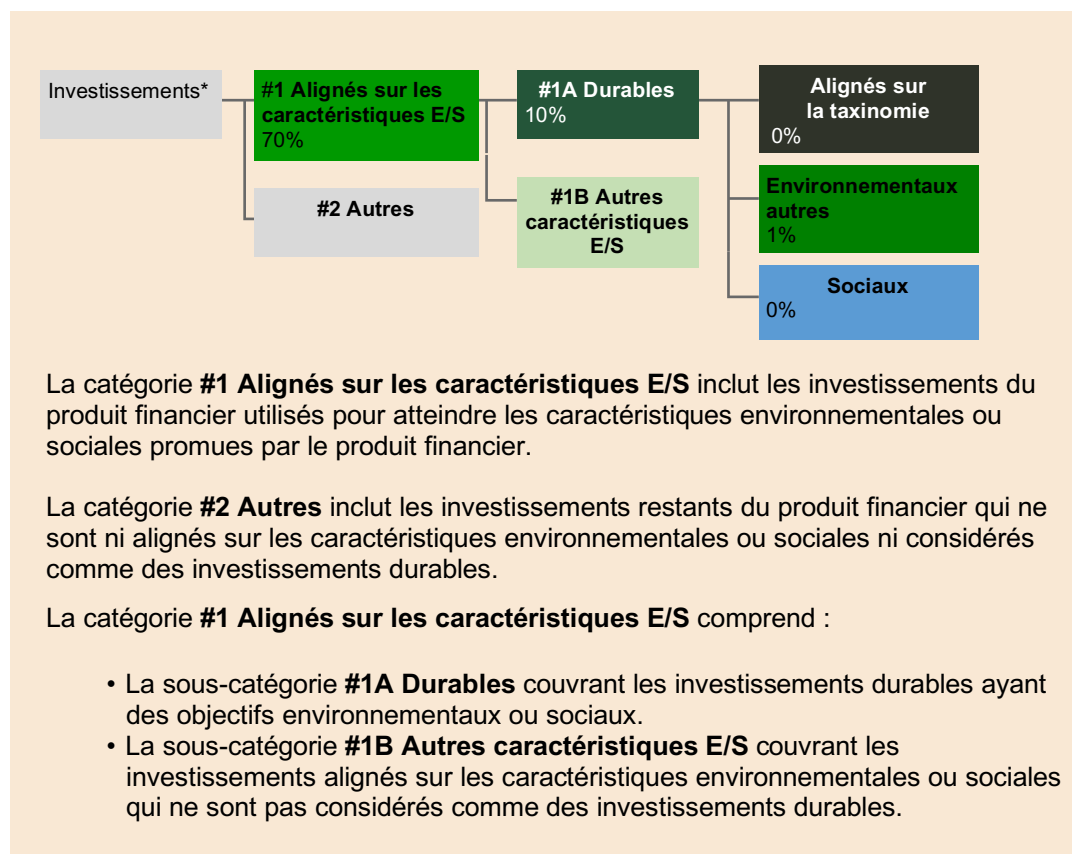 Investissements*
#1 Alignés sur les
caractéristiques E/S
70%
#2 Autres
#1A Durables
10%
#1B Autres
caractéristiques
E/S
Alignés sur
la taxinomie
0%
Environnementaux
autres
1%
Sociaux
0%
La catégorie #1 Alignés sur les caractéristiques E/S inclut les investissements du
produit financier utilisés pour atteindre les caractéristiques environnementales ou
sociales promues par le produit financier.
La catégorie #2 Autres inclut les investissements restants du produit financier qui ne
sont ni alignés sur les caractéristiques environnementales ou sociales ni considérés
comme des investissements durables.
La catégorie #1 Alignés sur les caractéristiques E/S comprend :
• La sous-catégorie #1A Durables couvrant les investissements durables ayant
des objectifs environnementaux ou sociaux.
• La sous-catégorie #1B Autres caractéristiques E/S couvrant les
investissements alignés sur les caractéristiques environnementales ou sociales
qui ne sont pas considérés comme des investissements durables.